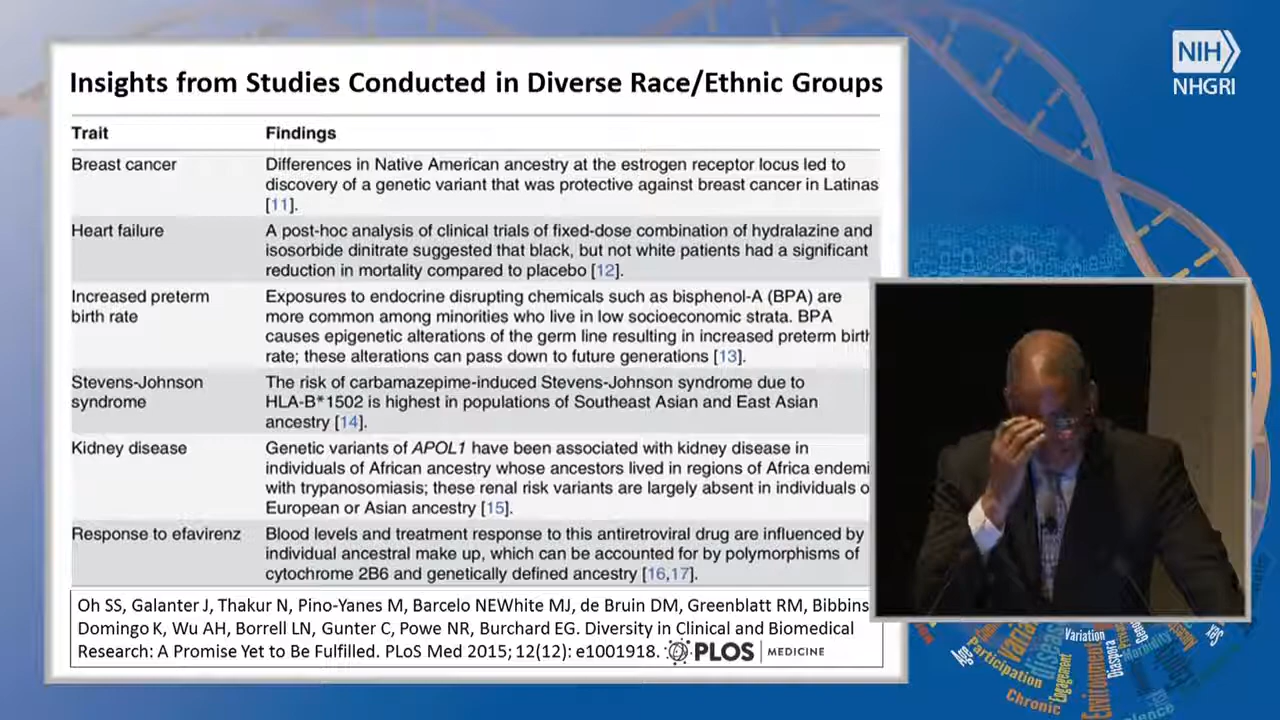 Insights from Studies Conducted in Diverse Race/Ethnic Groups
NIH
NHGRI
Trait Findings
Breast cancer Differences in Native American ancestry at the estrogen receptor locus led to
discovery of a genetic variant that was protective against breast cancer in Latinas
[11].
Heart failure A post-hoc analysis of clinical trials of fixed-dose combination of hydralazine and
isosorbide dinitrate suggested that black, but not white patients had a significant
reduction in mortality compared to placebo [12].
Increased preterm Exposures to endocrine disrupting chemicals such as bisphenol-A (BPA) are
birth rate more common among minorities who live in low socioeconomic strata. BPA
causes epigenetic alterations of the germ line resulting in increased preterm birth
rate; these alterations can pass down to future generations [13].
Stevens-Johnson The risk of carbamazepime-induced Stevens-Johnson syndrome due to
syndrome HLA-B*1502 is highest in populations of Southeast Asian and East Asian
ancestry [14].
Kidney disease Genetic variants of APOL1 have been associated with kidney disease in
individuals of African ancestry whose ancestors lived in regions of Africa endemi
with trypanosomiasis; these renal risk variants are largely absent in individuals o
European or Asian ancestry [15].
Response to efavirenz Blood levels and treatment response to this antiretroviral drug are influenced by
individual ancestral make up, which can be accounted for by polymorphisms of
cytochrome 2B6 and genetically defined ancestry [16,17].
Oh SS, Galanter J, Thakur N, Pino-Yanes M, Barcelo NEWhite MJ, de Bruin DM, Greenblatt RM, Bibbins
Domingo K, Wu AH, Borrell LN, Gunter C, Powe NR, Burchard EG. Diversity in Clinical and Biomedical
Research: A Promise Yet to Be Fulfilled. PLoS Med 2015; 12(12): e1001918. PLOS MEDICINE
Age
Participation
Chronic
Engagement
disease
Variation
Environment
Diaspora
Morbidity
Access
Sex